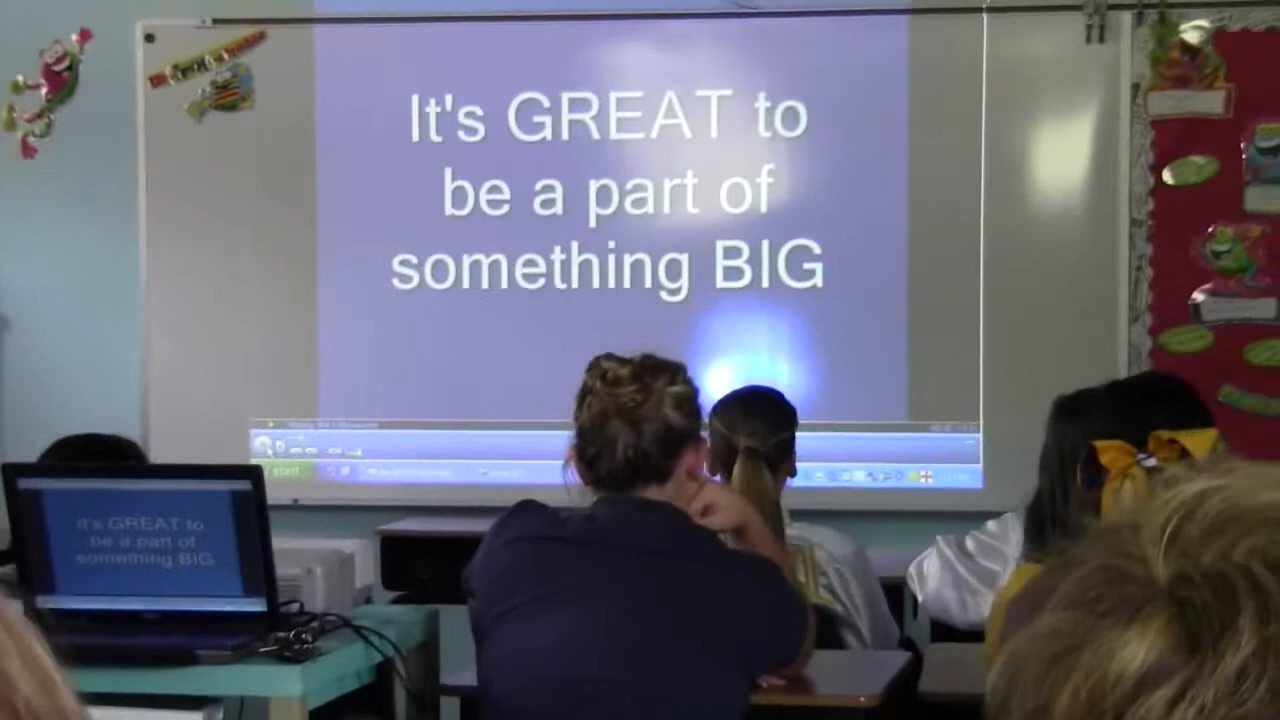 It's GREAT to
be a part of
something BIG
start
It's GREAT to
be a part of
something BIG